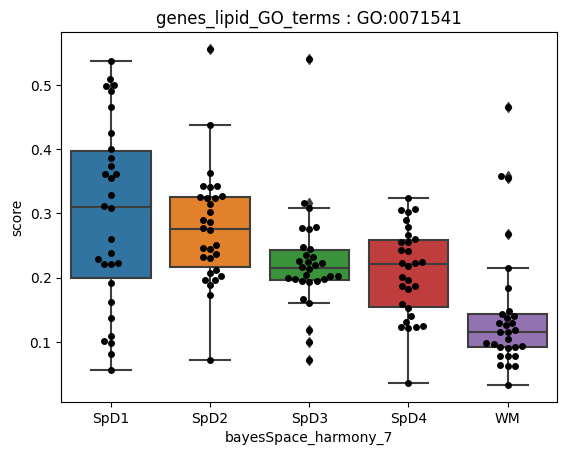 genes_lipid_GO_terms : GO:0071541
score
0.5
0.4
0.3
0.2
0.1
SpD1 SpD2 SpD3 SpD4 WM
bayesSpace_harmony_7